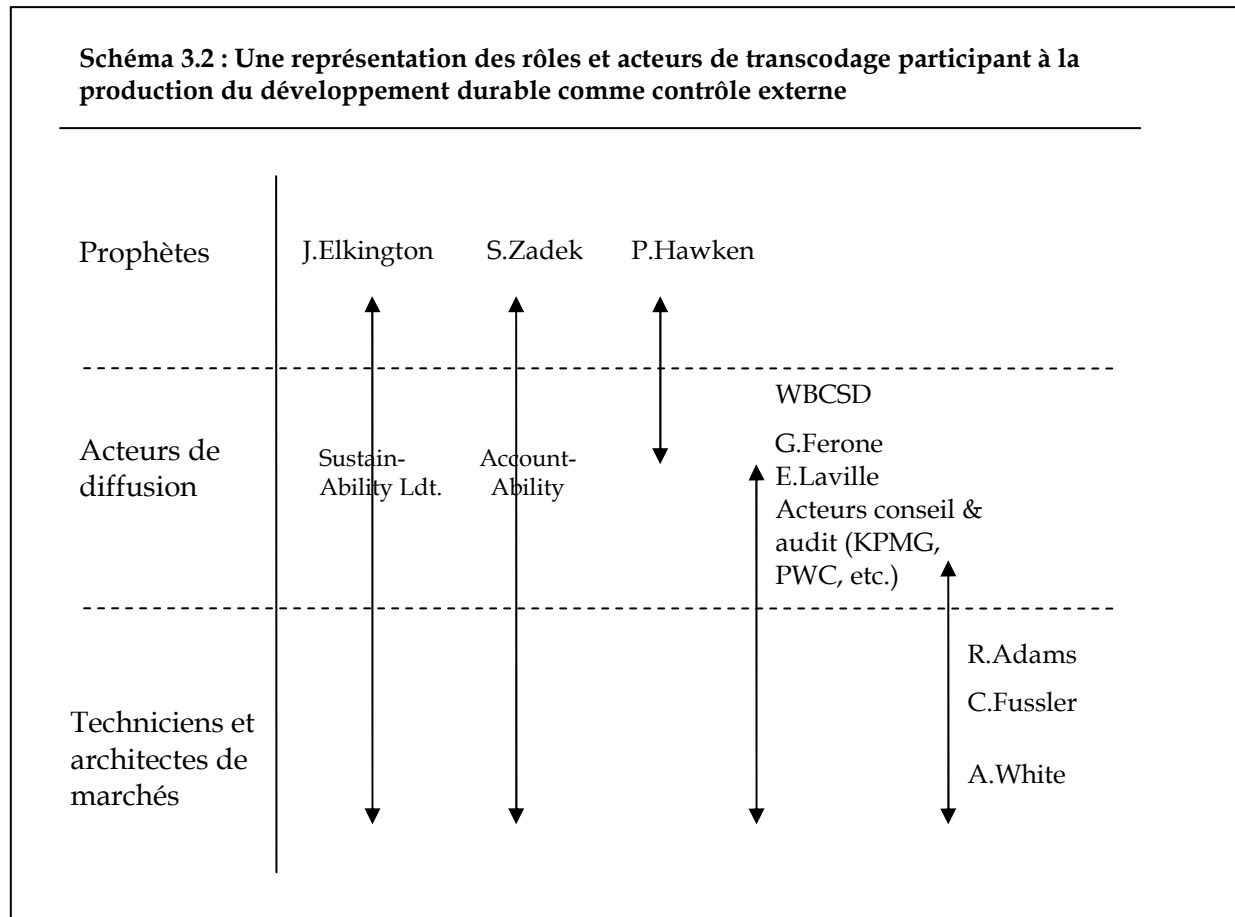 Schéma 3.2 : Une représentation des rôles et acteurs de transcodage participant à la
production du développement durable comme contrôle externe
Prophètes
J.Elkington
S.Zadek
P.Hawken
Acteurs de
diffusion
Sustain-
Ability Ldt.
Account-
Ability
WBCSD
G.Ferone
E.Laville
Acteurs conseil &
audit (KPMG,
PWC, etc.)
Techniciens et
architectes de
marchés
R.Adams
C.Fussler
A.White